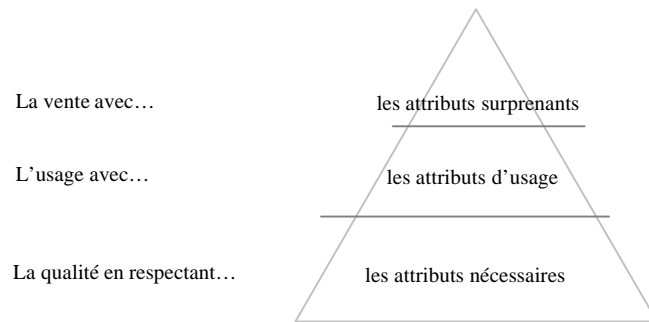 La vente avec… les attributs surprenants
L’usage avec… les attributs d’usage
La qualité en respectant… les attributs nécessaires